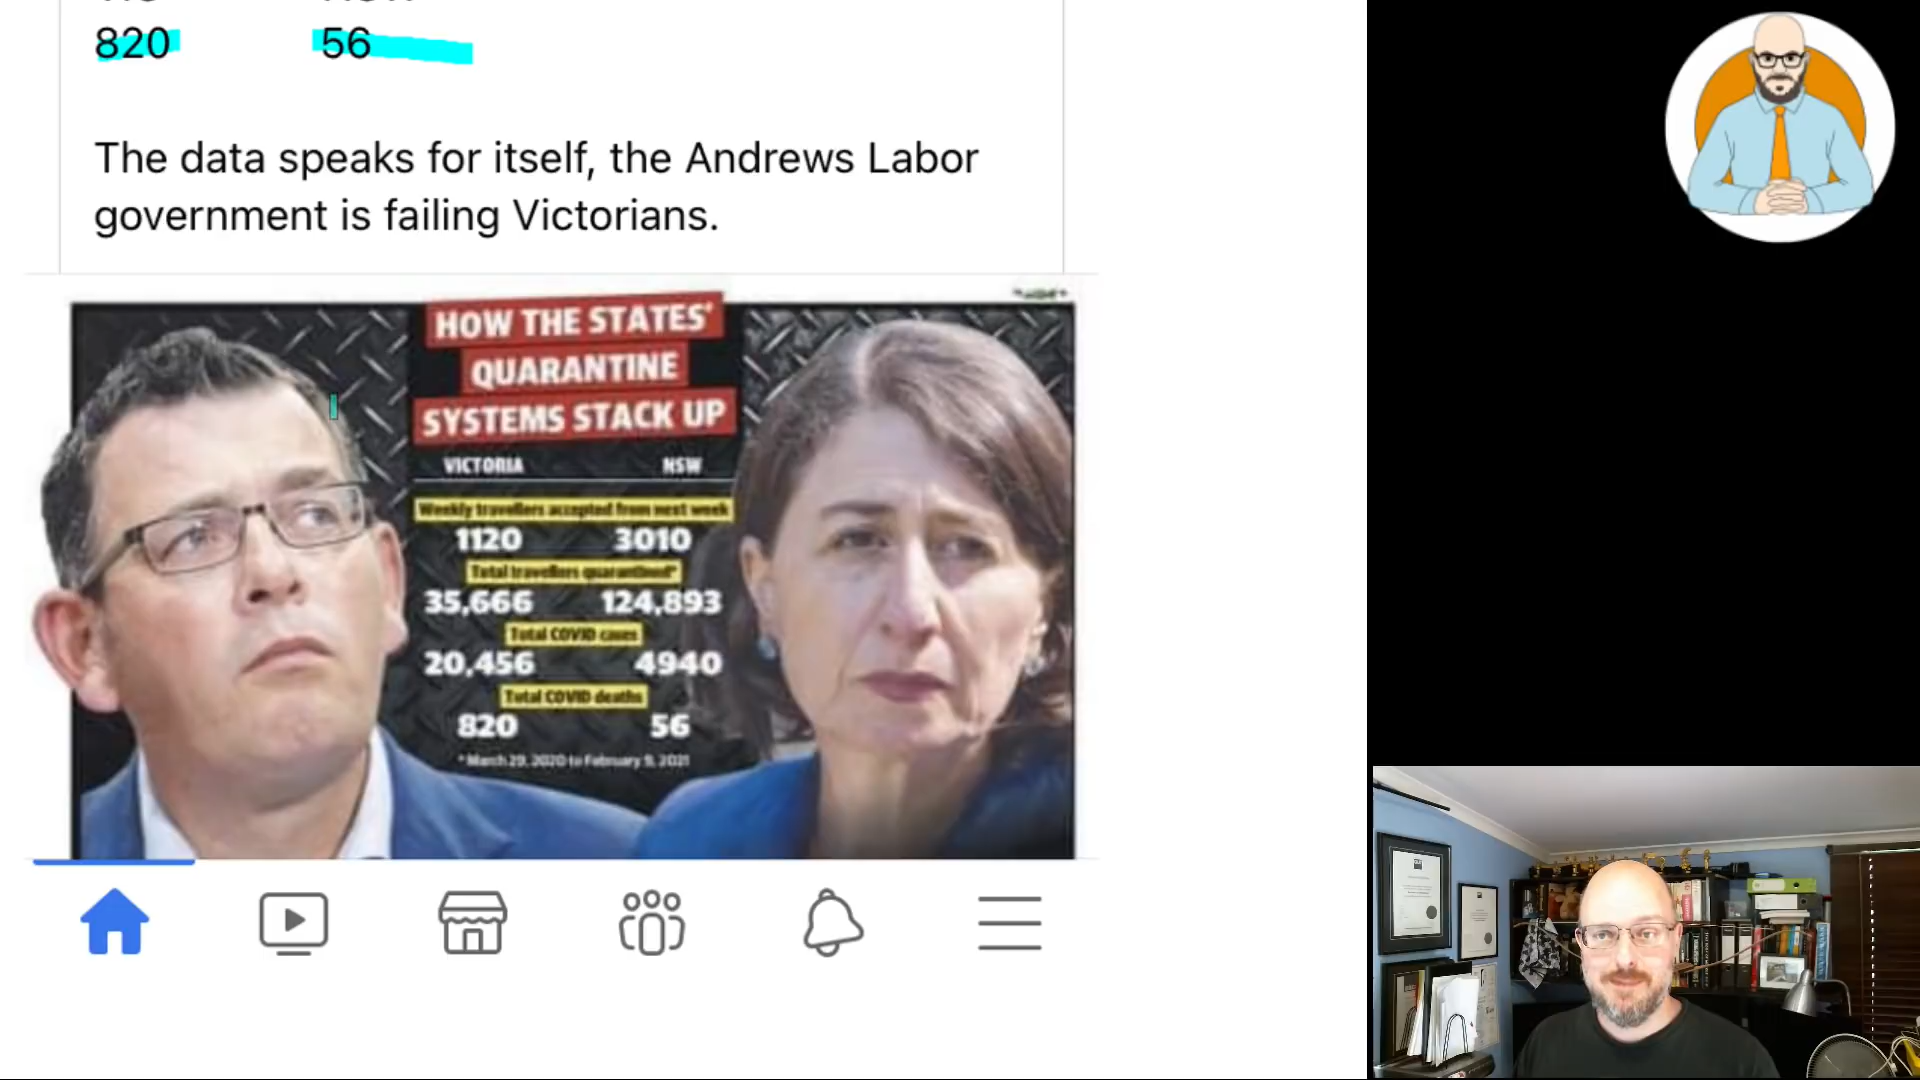 820 56
The data speaks for itself, the Andrews Labor
government is failing Victorians.
HOW THE STATES'
QUARANTINE
SYSTEMS STACK UP
VICTORIA NSW
Weekly travellers accepted from next week
1120 3010
Total travellers quarantined*
35,666 124,893
Total COVID cases
20,456 4940
Total COVID deaths
820 56
* March 29, 2020 to February 9, 2021